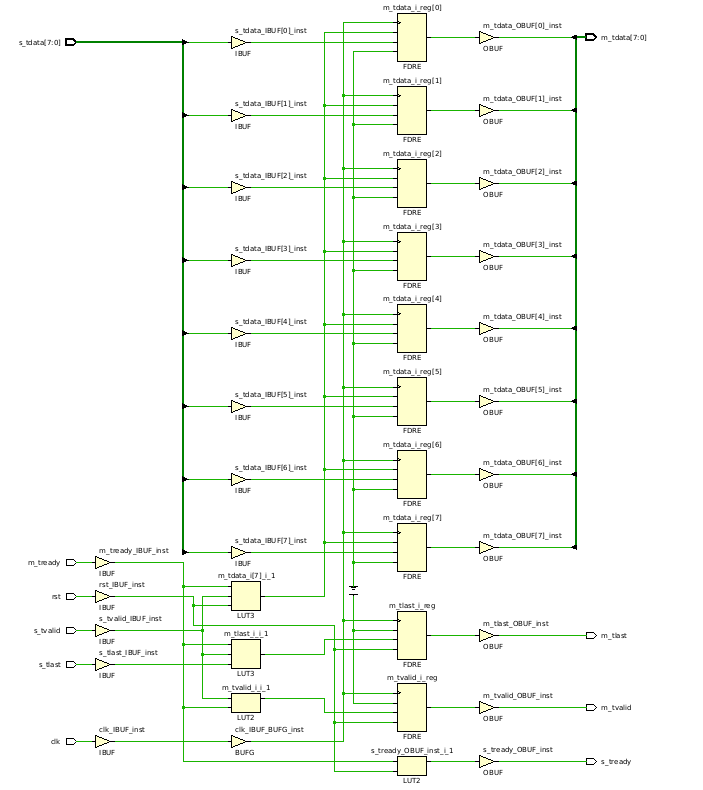 m_tdata_i_reg[0]
s_tdata_IBUF[0]_inst
m_tdata_OBUF[0]_inst
s_tdata[7:0]
m_tdata[7:0]
IBUF
OBUF
FDRE
m_tdata_i_reg[1]
s_tdata_IBUF[1]_inst
m_tdata_OBUF[1]_inst
IBUF
OBUF
FDRE
m_tdata_i_reg[2]
s_tdata_IBUF[2]_inst
m_tdata_OBUF[2]_inst
IBUF
OBUF
FDRE
m_tdata_i_reg[3]
s_tdata_IBUF[3]_inst
m_tdata_OBUF[3]_inst
IBUF
OBUF
FDRE
m_tdata_i_reg[4]
s_tdata_IBUF[4]_inst
m_tdata_OBUF[4]_inst
IBUF
OBUF
FDRE
m_tdata_i_reg[5]
s_tdata_IBUF[5]_inst
m_tdata_OBUF[5]_inst
IBUF
OBUF
FDRE
m_tdata_i_reg[6]
s_tdata_IBUF[6]_inst
m_tdata_OBUF[6]_inst
IBUF
OBUF
FDRE
m_tdata_i_reg[7]
s_tdata_IBUF[7]_inst
m_tdata_OBUF[7]_inst
IBUF
OBUF
FDRE
m_tready_IBUF_inst
m_tready
IBUF
m_tdata_i[7]_i_1
rst_IBUF_inst
rst
IBUF
LUT3
m_tlast_i_reg
s_tvalid_IBUF_inst
m_tlast_OBUF_inst
s_tvalid
IBUF
m_tlast_i_i_1
m_tlast
OBUF
s_tlast_IBUF_inst
s_tlast
IBUF
LUT3
FDRE
m_tvalid_i_reg
m_tvalid_i_i_1
m_tvalid_OBUF_inst
m_tvalid
LUT2
OBUF
clk_IBUF_inst
clk_IBUF_BUFG_inst
FDRE
clk
IBUF
BUFG
s_tready_OBUF_inst_i_1
s_tready_OBUF_inst
s_tready
OBUF
LUT2